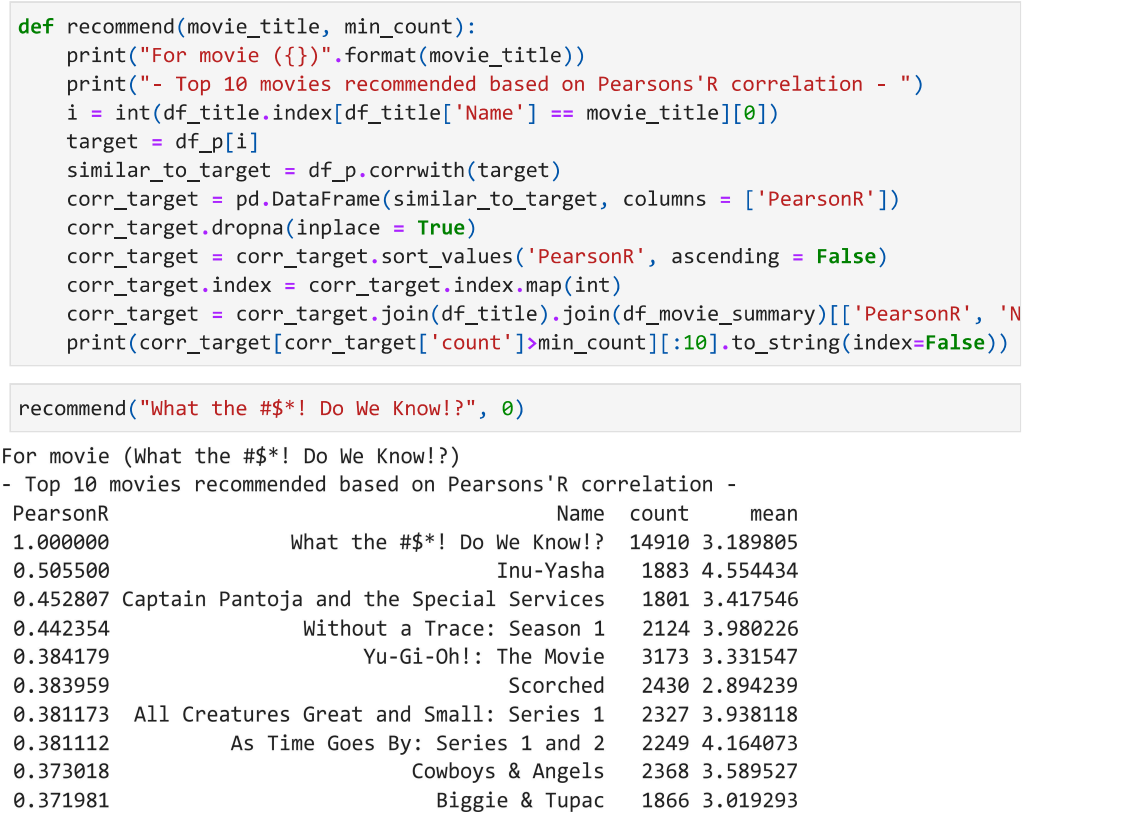 def recommend(movie_title, min_count):
    print("For movie ({})".format(movie_title))
    print("- Top 10 movies recommended based on Pearsons'R correlation - ")
    i = int(df_title.index[df_title['Name'] == movie_title][0])
    target = df_p[i]
    similar_to_target = df_p.corrwith(target)
    corr_target = pd.DataFrame(similar_to_target, columns = ['PearsonR'])
    corr_target.dropna(inplace = True)
    corr_target = corr_target.sort_values('PearsonR', ascending = False)
    corr_target.index = corr_target.index.map(int)
    corr_target = corr_target.join(df_title).join(df_movie_summary)[['PearsonR', 'N
    print(corr_target[corr_target['count']>min_count][:10].to_string(index=False))
recommend("What the #$*! Do We Know!?", 0)
For movie (What the #$*! Do We Know!?)
- Top 10 movies recommended based on Pearsons'R correlation -
PearsonR Name count mean
1.000000 What the #$*! Do We Know!? 14910 3.189805
0.505500 Inu-Yasha 1883 4.554434
0.452807 Captain Pantoja and the Special Services 1801 3.417546
0.442354 Without a Trace: Season 1 2124 3.980226
0.384179 Yu-Gi-Oh!: The Movie 3173 3.331547
0.383959 Scorched 2430 2.894239
0.381173 All Creatures Great and Small: Series 1 2327 3.938118
0.381112 As Time Goes By: Series 1 and 2 2249 4.164073
0.373018 Cowboys & Angels 2368 3.589527
0.371981 Biggie & Tupac 1866 3.019293